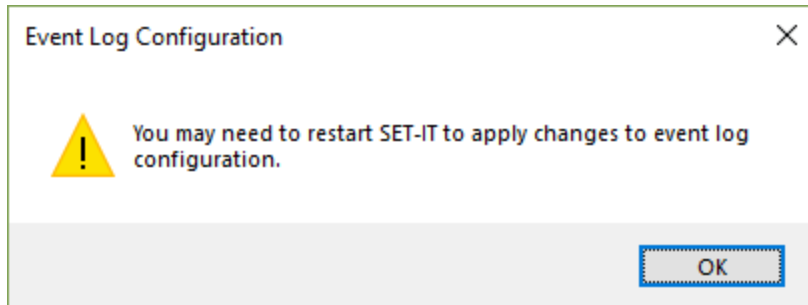 Event Log Configuration
You may need to restart SET-IT to apply changes to event log
configuration.
OK